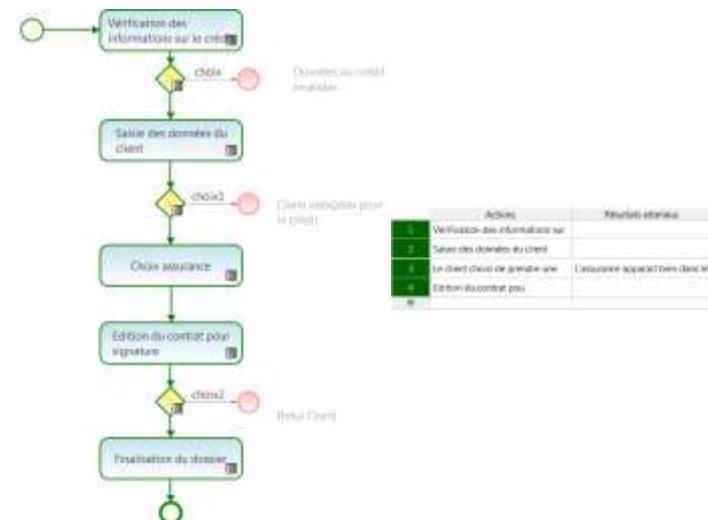 Vérification des
informations sur le crédit
choix
Données du crédit
invalides
Saisie des données du
client
choix1
Client inéligible pour
le crédit
Choix assurance
Edition du contrat pour
signature
choix2
Refus Client
Finalisation du dossier
Actions
Résultats attendus
1
Vérification des informations sur
2
Saisie des données du client
3
Le client choisi de prendre une
L'assurance apparait bien dans le
4
Edition du contrat pou